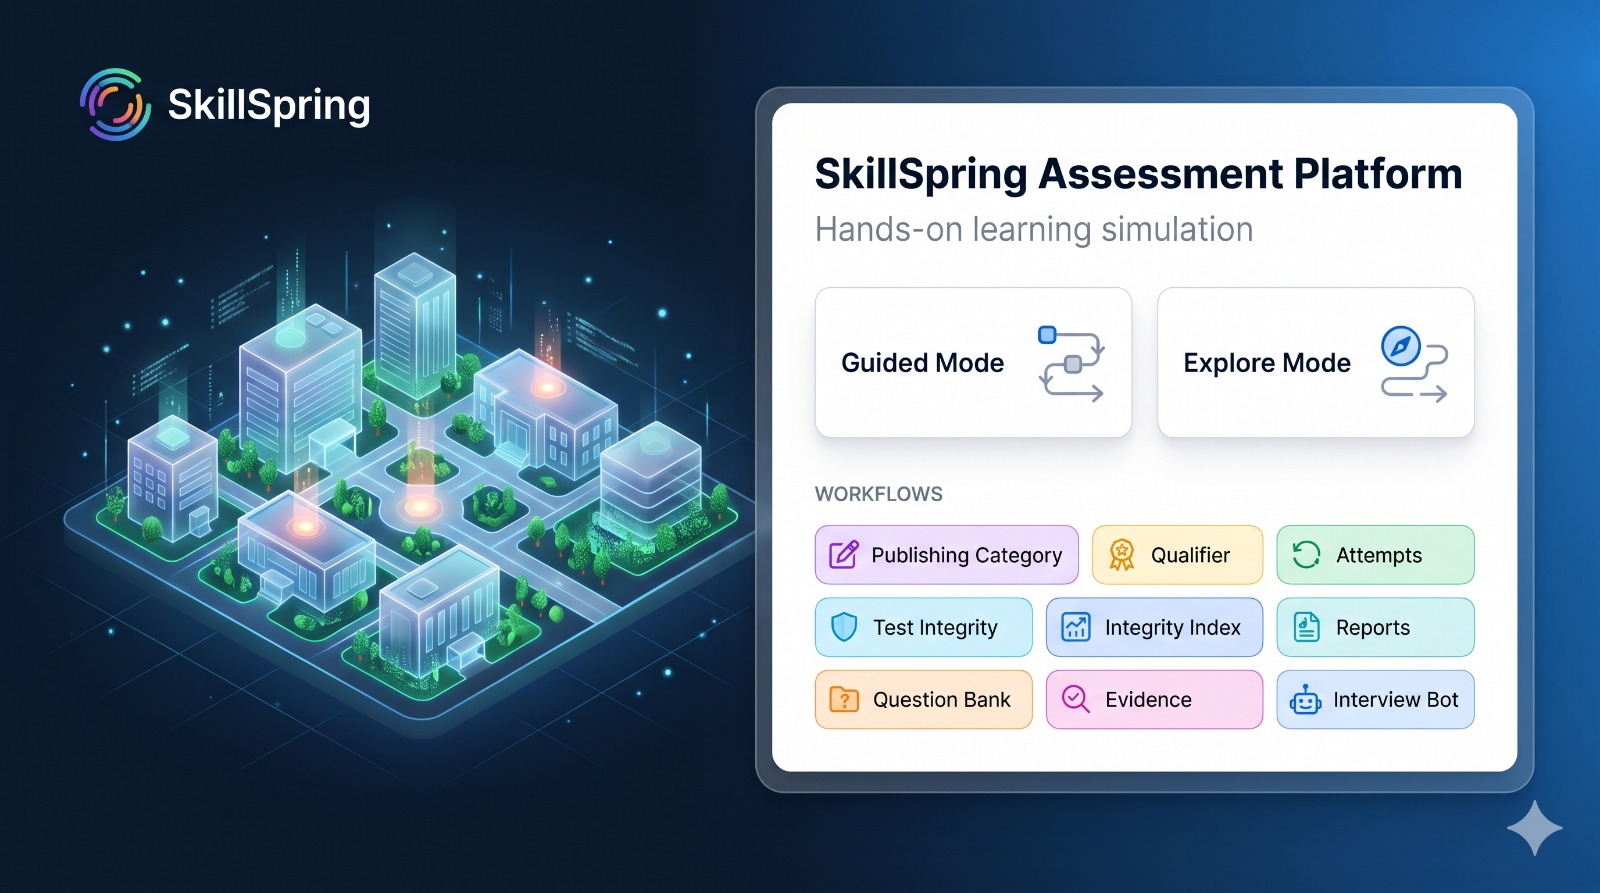 SkillSpring
SkillSpring Assessment Platform
Hands-on learning simulation
Guided Mode
Explore Mode
WORKFLOWS
Publishing Category
Qualifier
Attempts
Test Integrity
Integrity Index
Reports
Question Bank
Evidence
Interview Bot